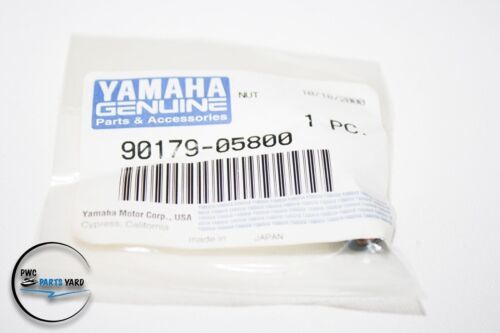 YAMAHA
GENUINE
Parts & Accessories
NUT
1 PC.
90179-05800
Yamaha Motor Corp., USA
Cypress, California
made in JAPAN
PWC
PARTS YARD